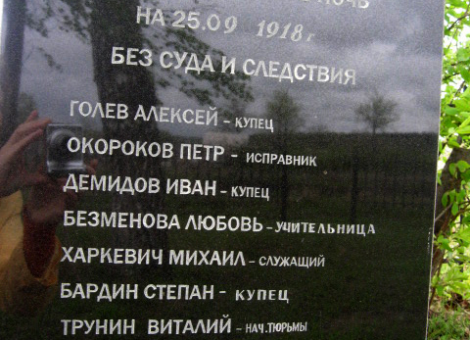 НОЧЬ
НА 25.09 1918 г
БЕЗ СУДА И СЛЕДСТВИЯ
ГОЛЕВ АЛЕКСЕЙ - КУПЕЦ
ОКОРОКОВ ПЕТР - ИСПРАВНИК
ДЕМИДОВ ИВАН - КУПЕЦ
БЕЗМЕНОВА ЛЮБОВЬ - УЧИТЕЛЬНИЦА
ХАРКЕВИЧ МИХАИЛ - СЛУЖАЩИЙ
БАРДИН СТЕПАН - КУПЕЦ
ТРУНИН ВИТАЛИЙ - НАЧ. ТЮРЬМЫ